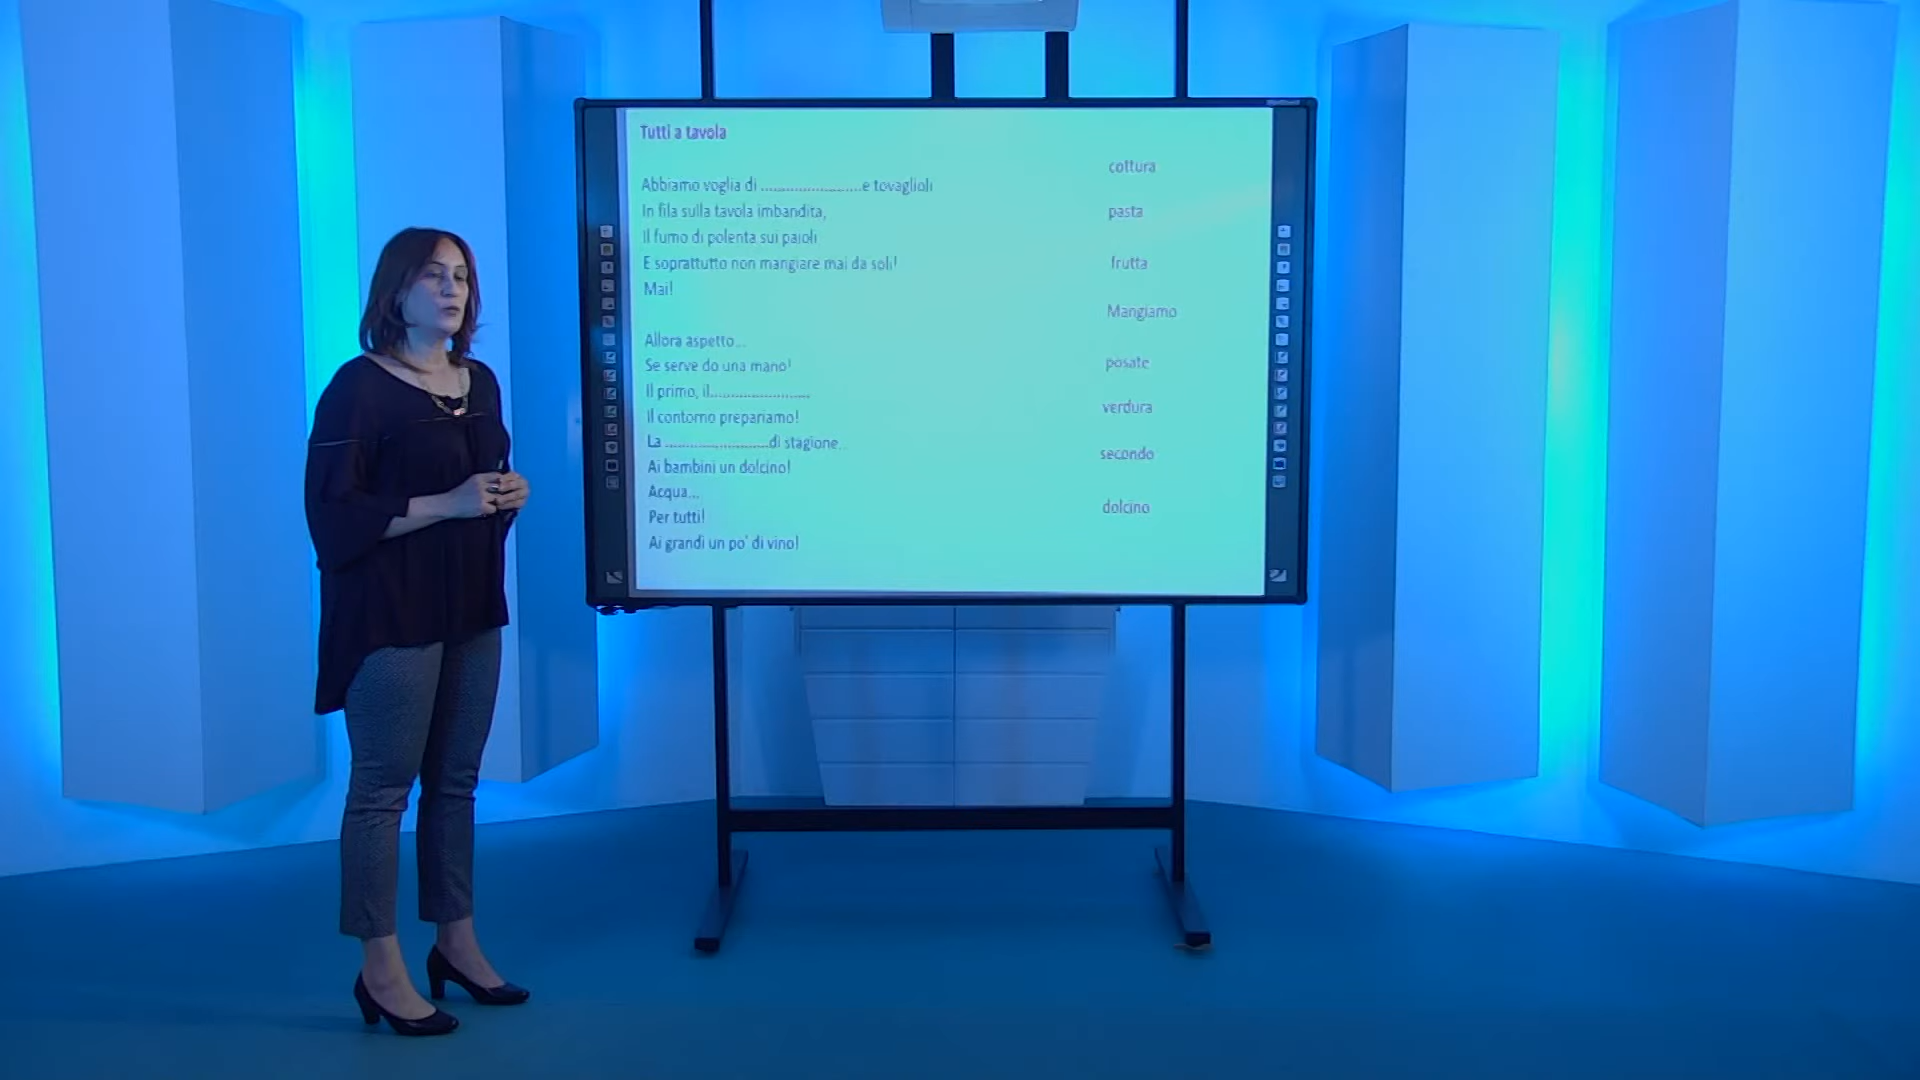 Tutti a tavola
Abbiamo voglia di ........................e tovaglioli
In fila sulla tavola imbandita,
Il fumo di polenta sui paioli
E soprattutto non mangiare mai da soli!
Mai!
Allora aspetto...
Se serve do una mano!
Il primo, il........................
Il contorno prepariamo!
La .........................di stagione..
Ai bambini un dolcino!
Acqua...
Per tutti!
Ai grandi un po' di vino!
cottura
pasta
frutta
Mangiamo
posate
verdura
secondo
dolcino